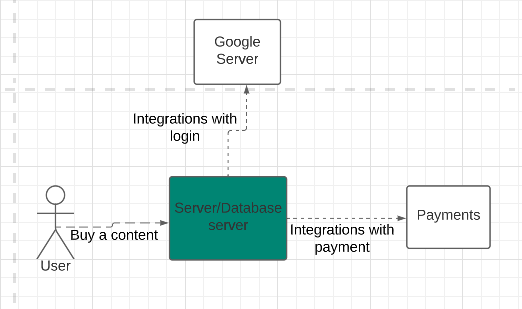 Google
Server
Integrations with
login
Server/Database
server
Buy a content
User
Integrations with
payment
Payments